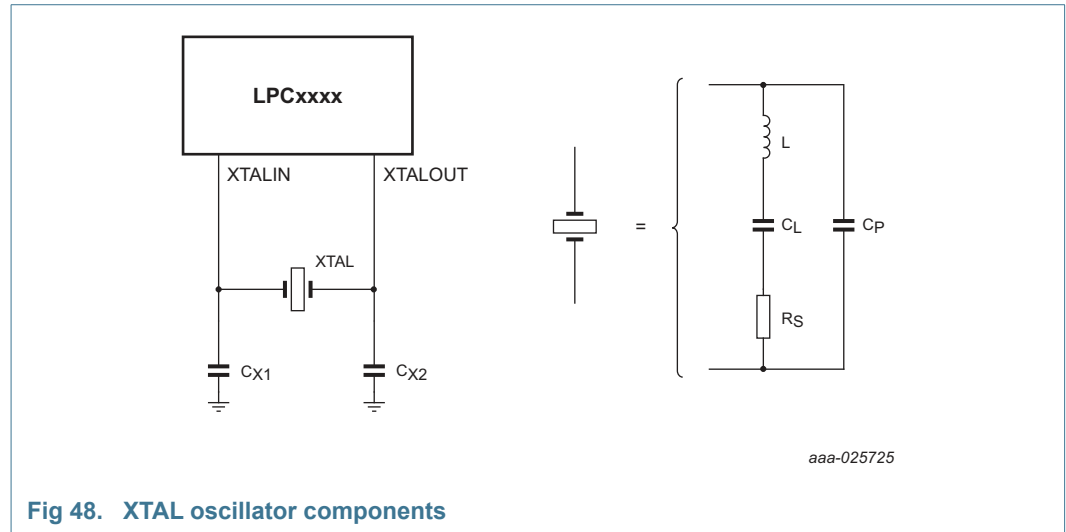 LPCxxxx
XTALIN
XTALOUT
XTAL
CX1
CX2
=
L
CL
CP
RS
aaa-025725
Fig 48. XTAL oscillator components